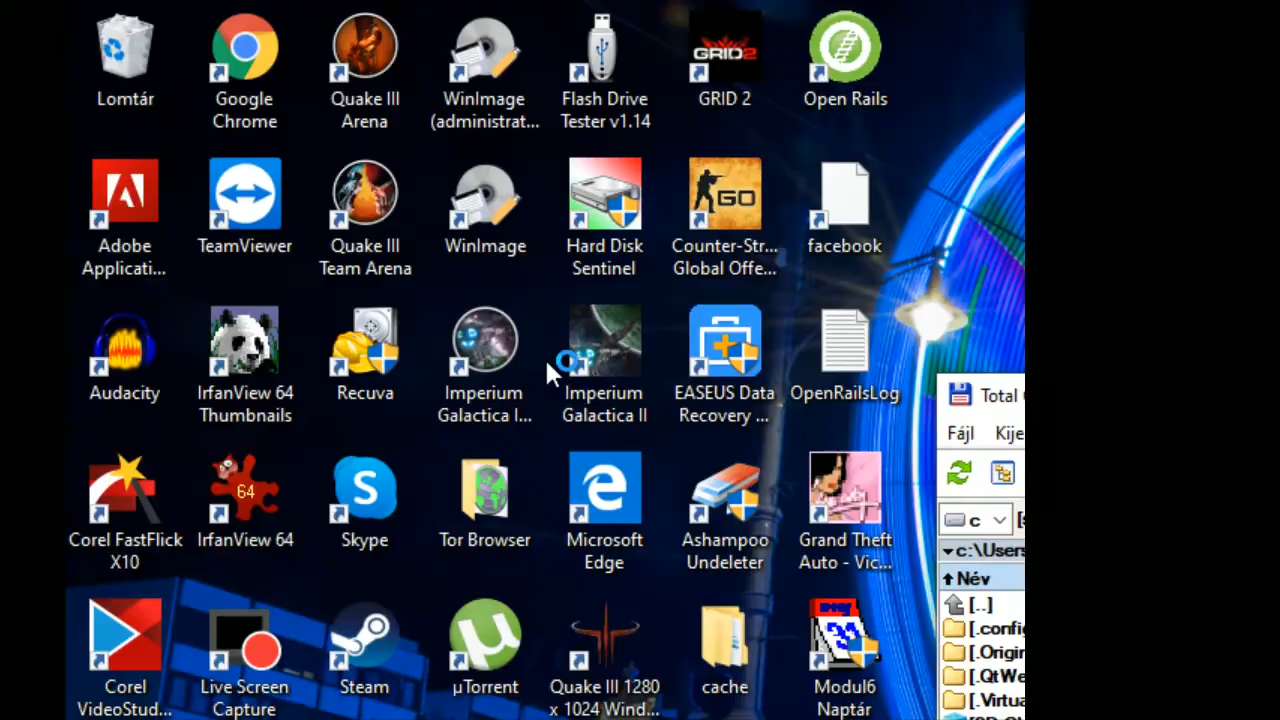 Lomtár
Google
Chrome
Quake III
Arena
WinImage
(administrat...
Flash Drive
Tester v1.14
GRID2
GRID 2
Open Rails
Adobe
Applicati...
TeamViewer
Quake III
Team Arena
WinImage
Hard Disk
Sentinel
GO
Counter-Str...
Global Offe...
facebook
Audacity
IrfanView 64
Thumbnails
Recuva
Imperium
Galactica I...
Imperium
Galactica II
EASEUS Data
Recovery ...
OpenRailsLog
Total
Fájl Kije
Corel FastFlick
X10
64
IrfanView 64
S
Skype
Tor Browser
Microsoft
Edge
Ashampoo
Undeleter
Grand Theft
Auto - Vic...
c
c:\Users
Név
[..]
[.config
[.Origin
[.QtWe
[.Virtua
Corel
VideoStud...
Live Screen
Capture
Steam
µ
µTorrent
Quake III 1280
x 1024 Wind...
cache
Modul6
Naptár